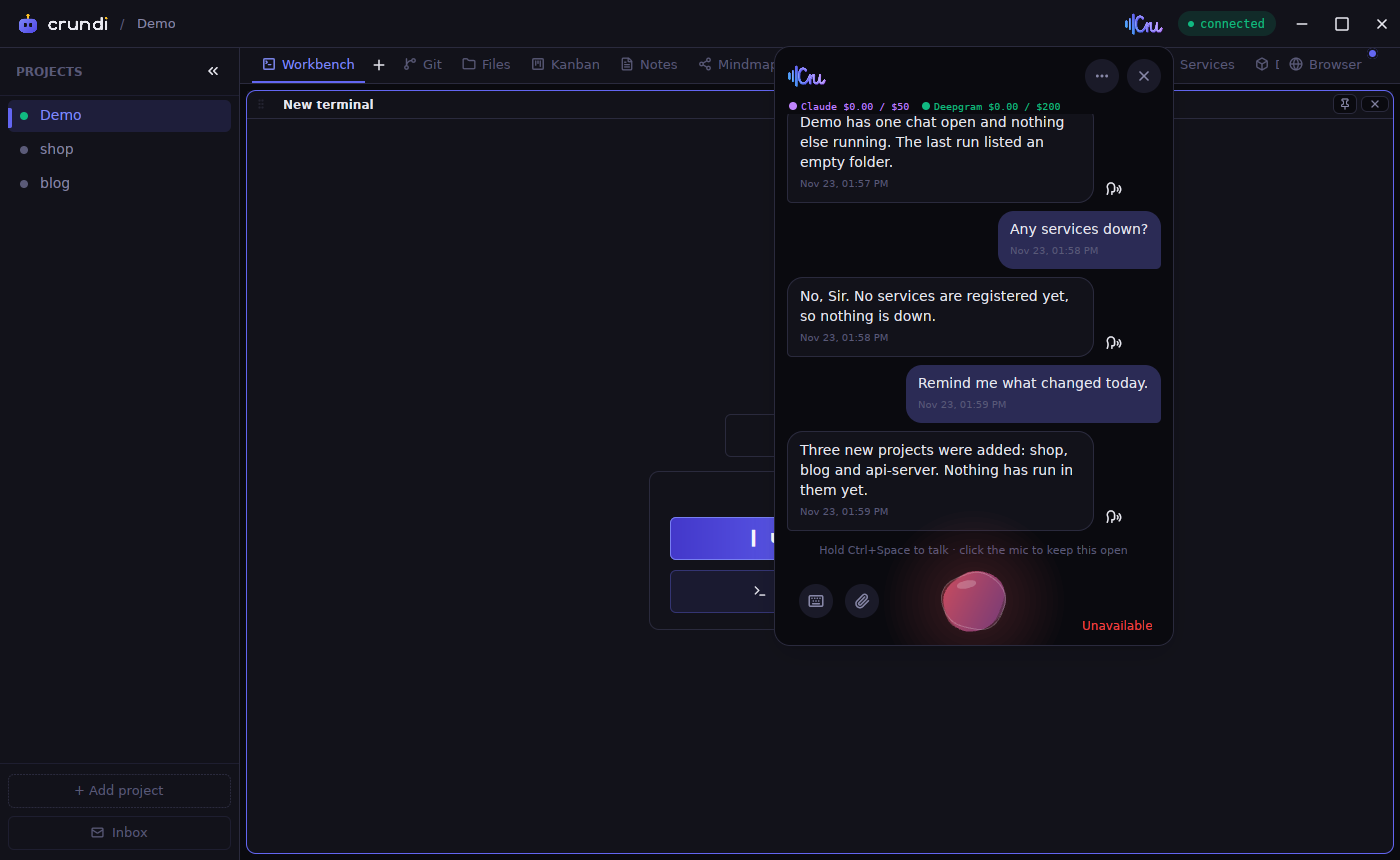 crundi / Demo
Cru
connected
PROJECTS
Demo
shop
blog
+ Add project
Inbox
Workbench
Git
Files
Kanban
Notes
Mindmap
Services
Browser
New terminal
Cru
Claude $0.00 / $50
Deepgram $0.00 / $200
Demo has one chat open and nothing
else running. The last run listed an
empty folder.
Nov 23, 01:57 PM
Any services down?
Nov 23, 01:58 PM
No, Sir. No services are registered yet,
so nothing is down.
Nov 23, 01:58 PM
Remind me what changed today.
Nov 23, 01:59 PM
Three new projects were added: shop,
blog and api-server. Nothing has run in
them yet.
Nov 23, 01:59 PM
Hold Ctrl+Space to talk · click the mic to keep this open
Unavailable